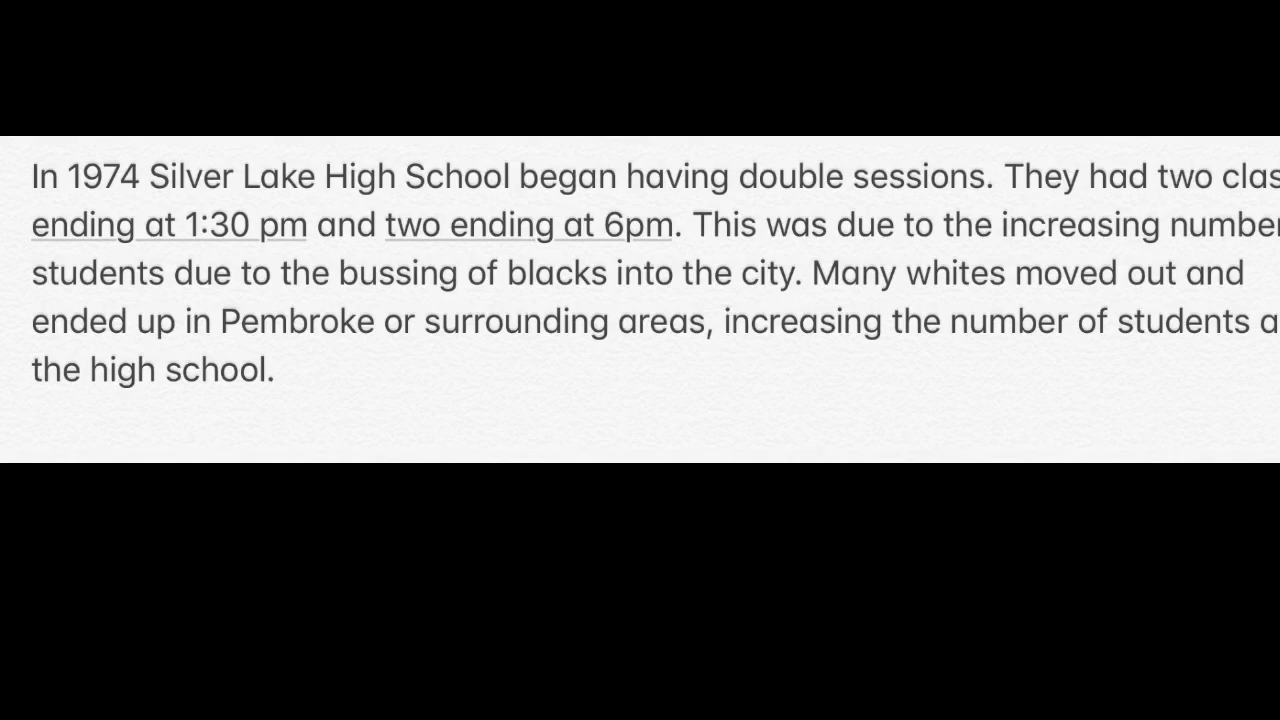 In 1974 Silver Lake High School began having double sessions. They had two
ending at 1:30 pm and two ending at 6pm. This was due to the increasing
students due to the bussing of blacks into the city. Many whites moved out and
ended up in Pembroke or surrounding areas, increasing the number of students
the high school.